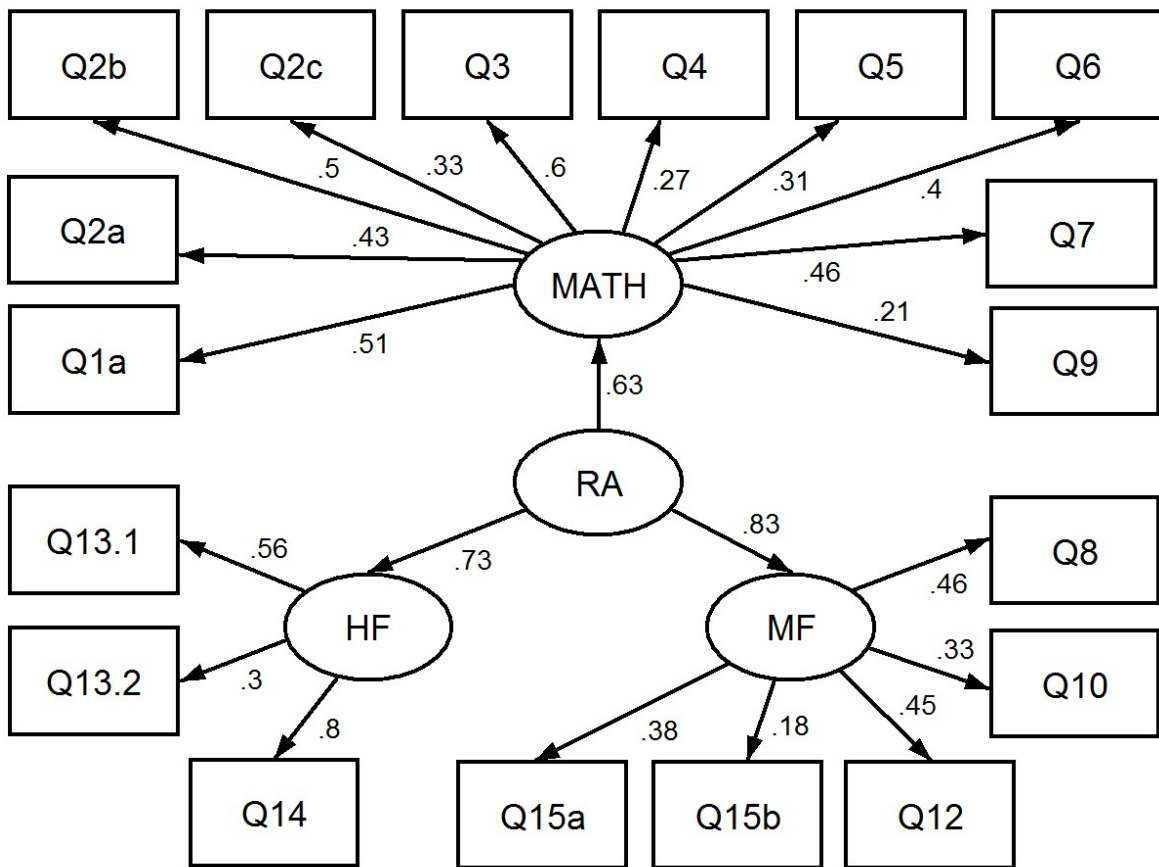 Q2b
Q2c
Q3
Q4
Q5
Q6
.5
.33
.6
.27
.31
.4
Q2a
.43
Q7
MATH
.46
.21
Q1a
.51
Q9
.63
RA
Q13.1
.56
.73
.83
Q8
.46
HF
MF
Q13.2
.3
.33
Q10
.8
.38
.18
.45
Q14
Q15a
Q15b
Q12